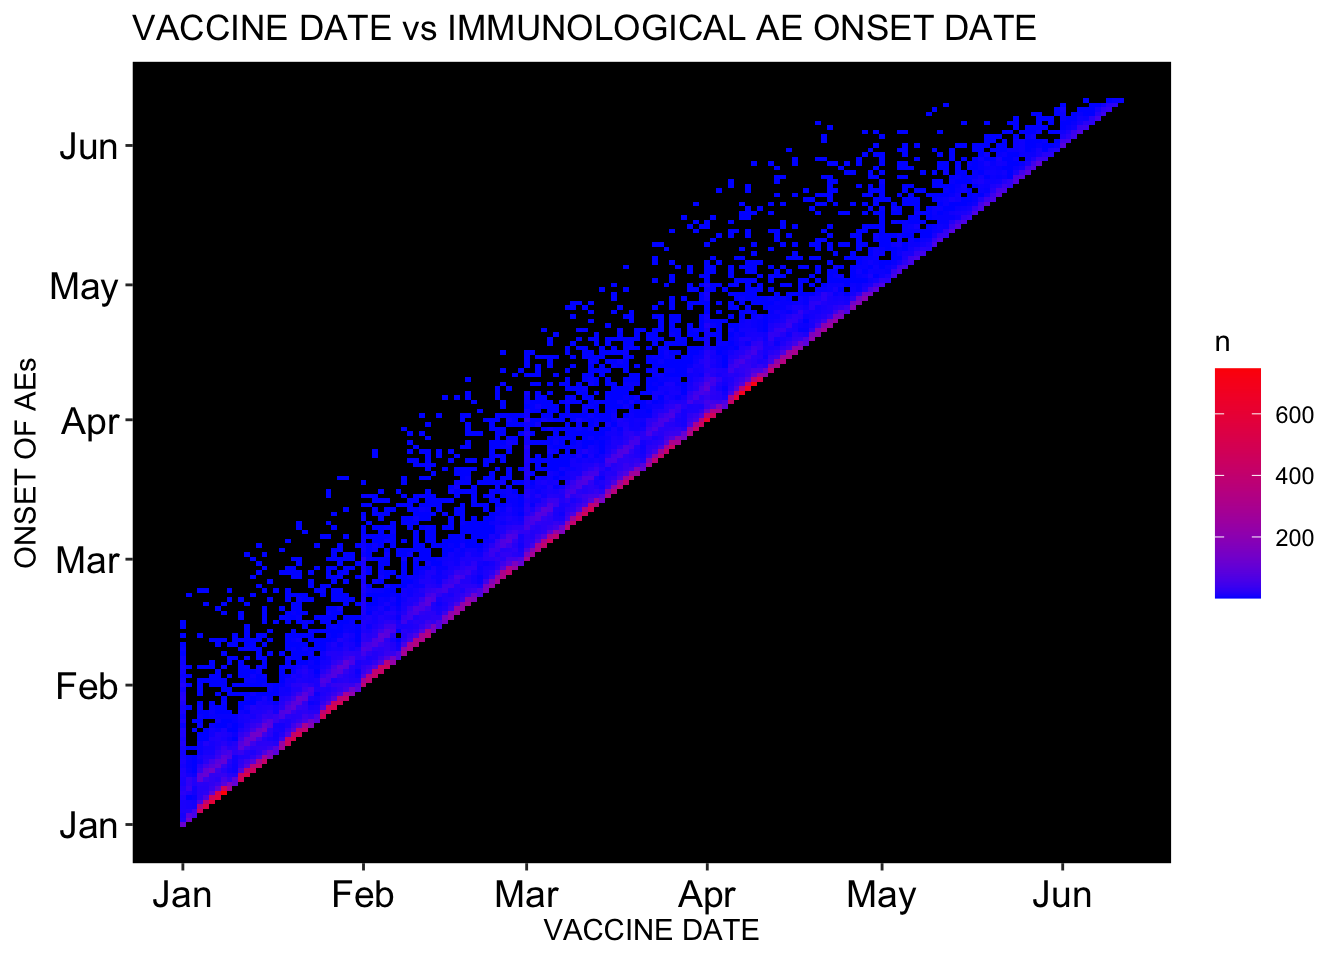 VACCINE DATE vs IMMUNOLOGICAL AE ONSET DATE
ONSET OF AEs
Jun
May
Apr
Mar
Feb
Jan
Jan Feb Mar Apr May Jun
VACCINE DATE
n
600
400
200